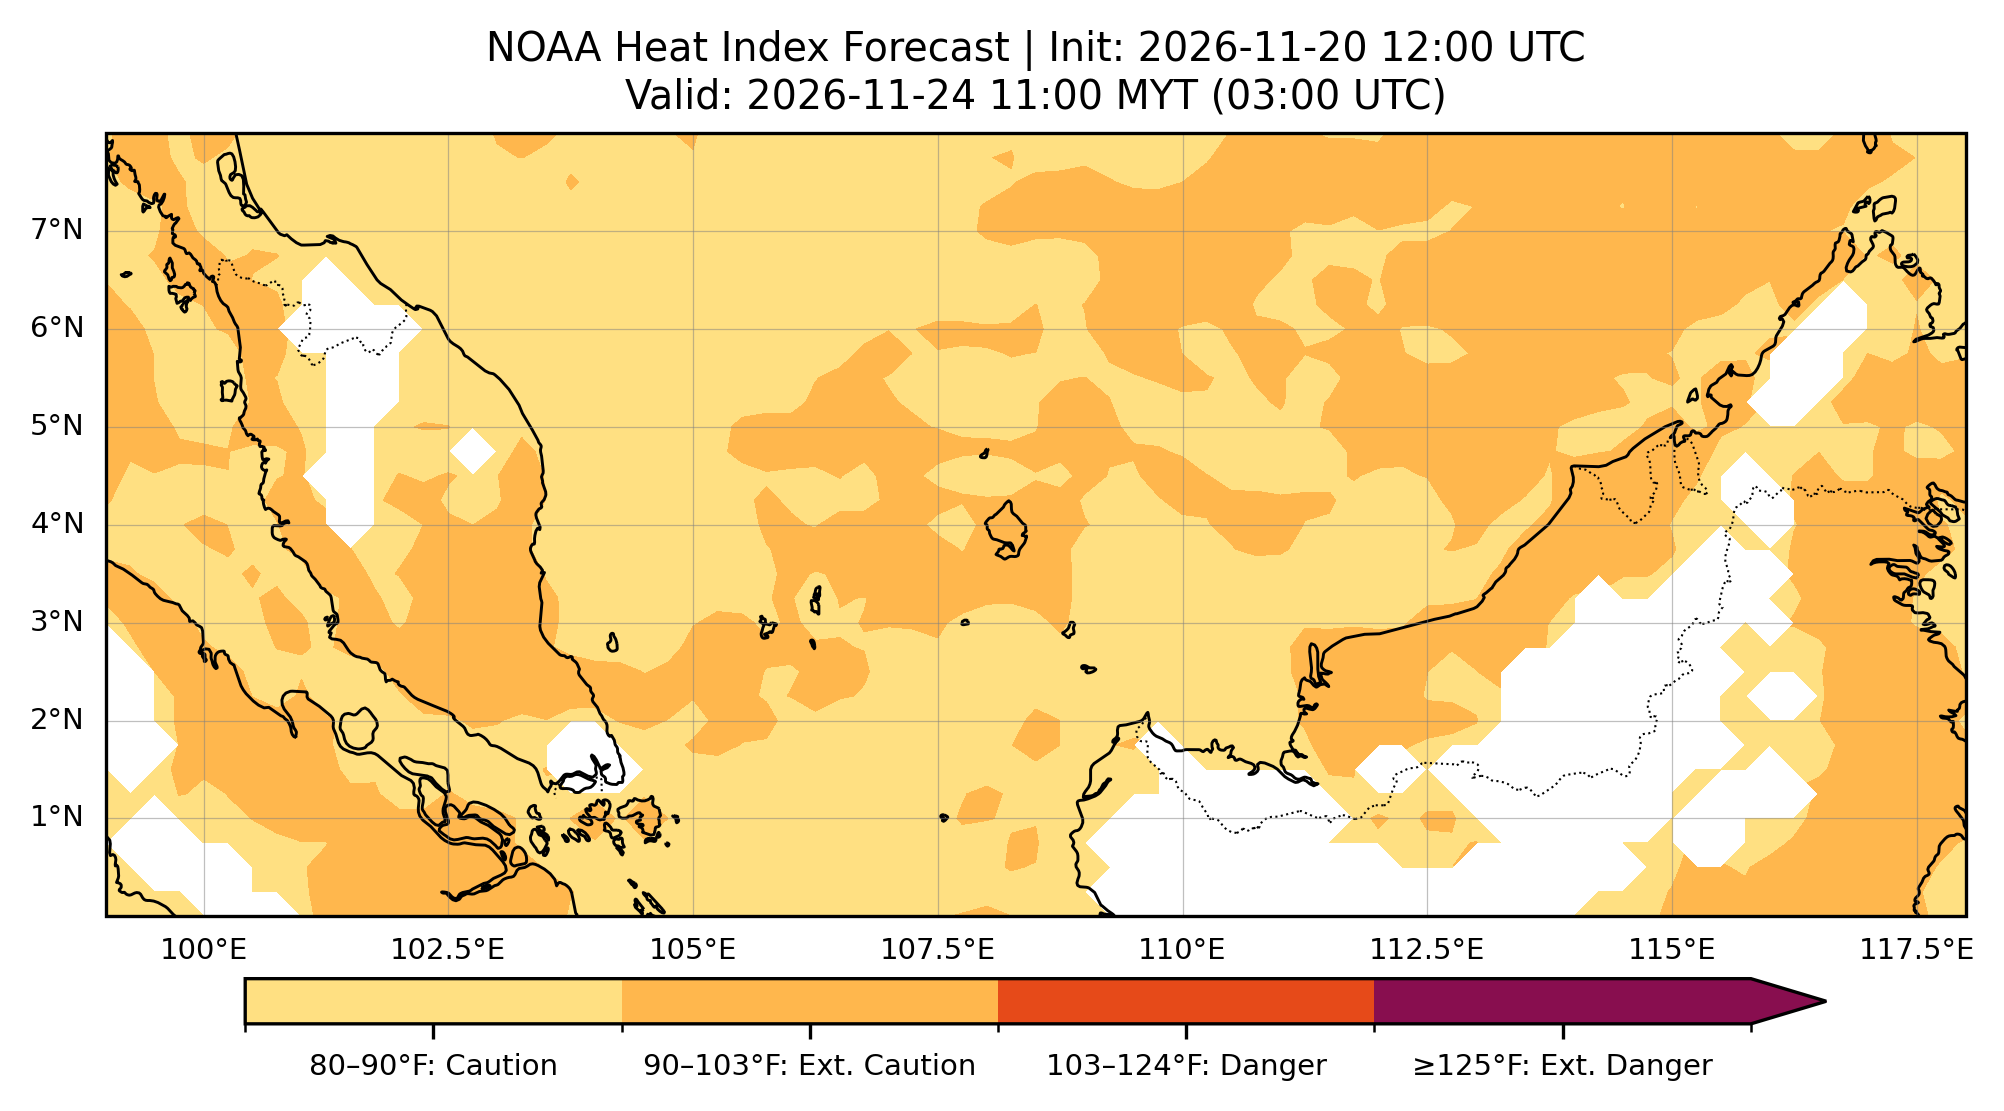 NOAA Heat Index Forecast | Init: 2026-11-20 12:00 UTC
Valid: 2026-11-24 11:00 MYT (03:00 UTC)
7°N
6°N
5°N
4°N
3°N
2°N
1°N
100°E 102.5°E 105°E 107.5°E 110°E 112.5°E 115°E 117.5°E
80–90°F: Caution 90–103°F: Ext. Caution 103–124°F: Danger ≥125°F: Ext. Danger